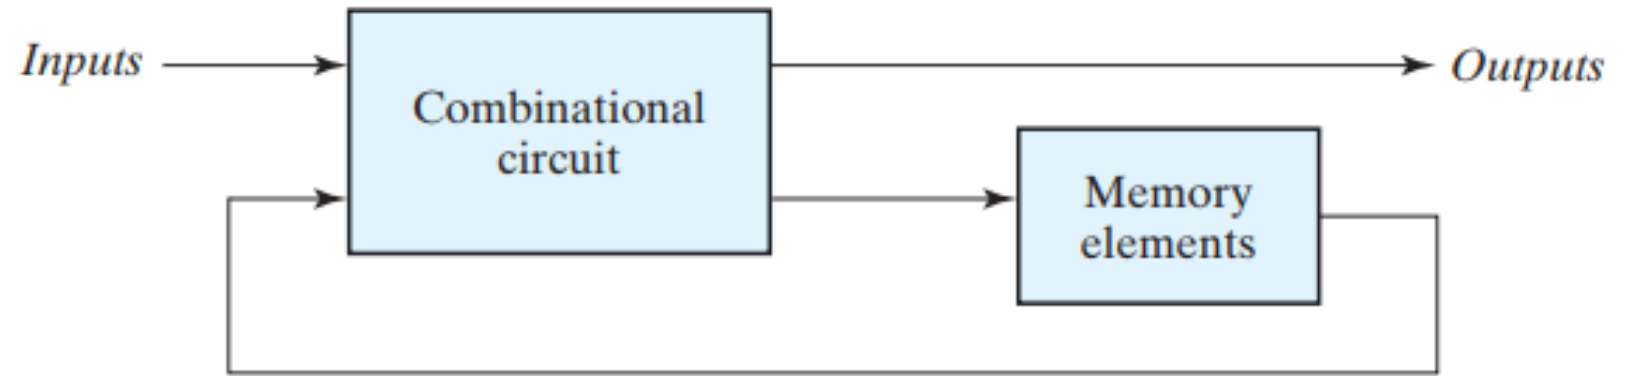 Inputs
Combinational
circuit
Outputs
Memory
elements